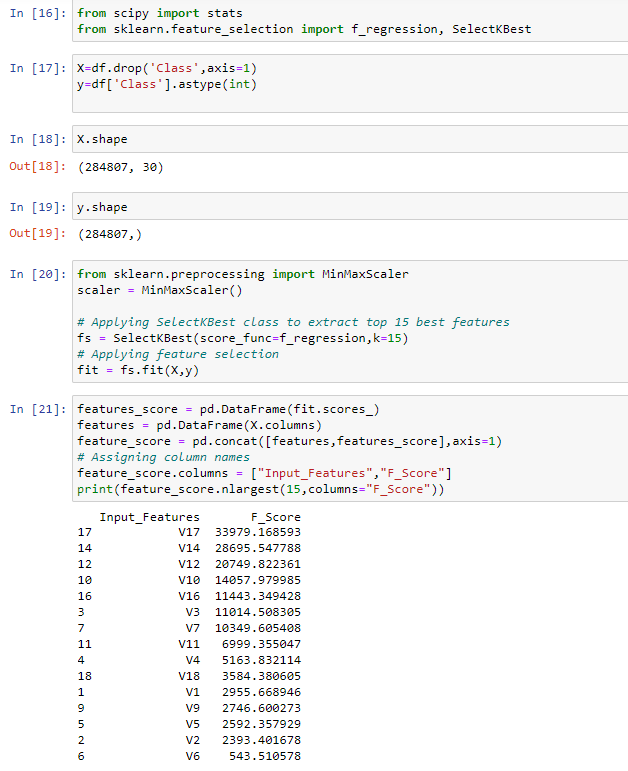 In [16]: from scipy import stats
from sklearn.feature_selection import f_regression, SelectKBest
In [17]: X=df.drop('Class',axis=1)
y=df['Class'].astype(int)
In [18]: X.shape
Out[18]: (284807, 30)
In [19]: y.shape
Out[19]: (284807,)
In [20]: from sklearn.preprocessing import MinMaxScaler
scaler = MinMaxScaler()
# Applying SelectKBest class to extract top 15 best features
fs = SelectKBest(score_func=f_regression,k=15)
# Applying feature selection
fit = fs.fit(X,y)
In [21]: features_score = pd.DataFrame(fit.scores_)
features = pd.DataFrame(X.columns)
feature_score = pd.concat([features,features_score],axis=1)
# Assigning column names
feature_score.columns = ["Input_Features","F_Score"]
print(feature_score.nlargest(15,columns="F_Score"))
Input_Features F_Score
17 V17 33979.168593
14 V14 28695.547788
12 V12 20749.822361
10 V10 14057.979985
16 V16 11443.349428
3 V3 11014.508305
7 V7 10349.605408
11 V11 6999.355047
4 V4 5163.832114
18 V18 3584.380605
1 V1 2955.668946
9 V9 2746.600273
5 V5 2592.357929
2 V2 2393.401678
6 V6 543.510578